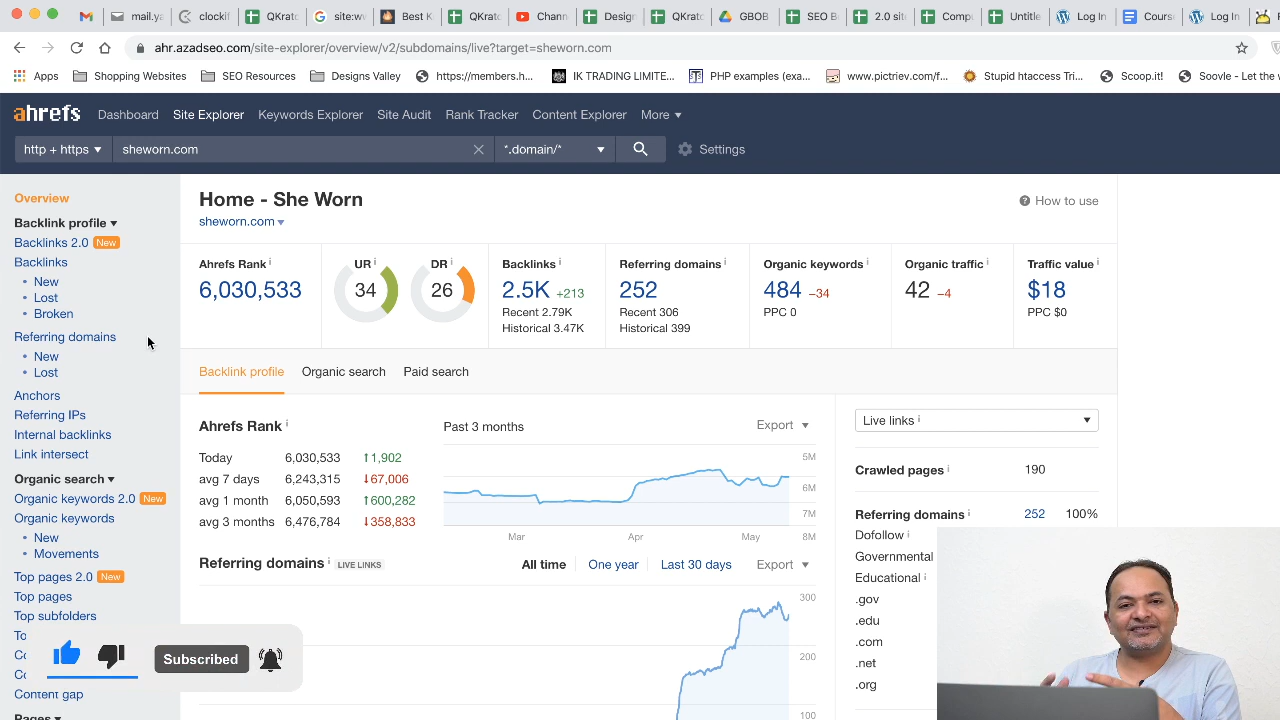 mail.ya
clockif
QKrato
site:wv
Best K
QKrato
Chann
Design
QKrato
GBOB
SEO B
2.0 sit
Comp
Untitle
Log In
Cours
Log In
ahr.azadseo.com/site-explorer/overview/v2/subdomains/live?target=sheworn.com
Apps
Shopping Websites
SEO Resources
Designs Valley
https://members.h...
IK TRADING LIMITE...
PHP examples (exa...
www.pictriev.com/f...
Stupid htaccess Tri...
Scoop.it!
Soovle - Let the
ahrefs Dashboard Site Explorer Keywords Explorer Site Audit Rank Tracker Content Explorer More
http + https sheworn.com *.domain/* Settings
Overview
Backlink profile
Backlinks 2.0 New
Backlinks
• New
• Lost
• Broken
Referring domains
• New
• Lost
Anchors
Referring IPs
Internal backlinks
Link intersect
Organic search
Organic keywords 2.0 New
Organic keywords
• New
• Movements
Top pages 2.0 New
Top pages
Top subfolders
Content gap
Pages
Subscribed
Home - She Worn
How to use
sheworn.com
Ahrefs Rank
6,030,533
UR
34
DR
26
Backlinks
2.5K +213
Recent 2.79K
Historical 3.47K
Referring domains
252
Recent 306
Historical 399
Organic keywords
484 −34
PPC 0
Organic traffic
42 −4
Traffic value
$18
PPC $0
Backlink profile Organic search Paid search
Ahrefs Rank Past 3 months Export
Today 6,030,533 ↑1,902
avg 7 days 6,243,315 ↓67,006
avg 1 month 6,050,593 ↑600,282
avg 3 months 6,476,784 ↓358,833
5M
6M
7M
8M
Mar Apr May
Referring domains LIVE LINKS All time One year Last 30 days Export
300
200
100
Live links
Crawled pages 190
Referring domains 252 100%
Dofollow
Governmental
Educational
.gov
.edu
.com
.net
.org